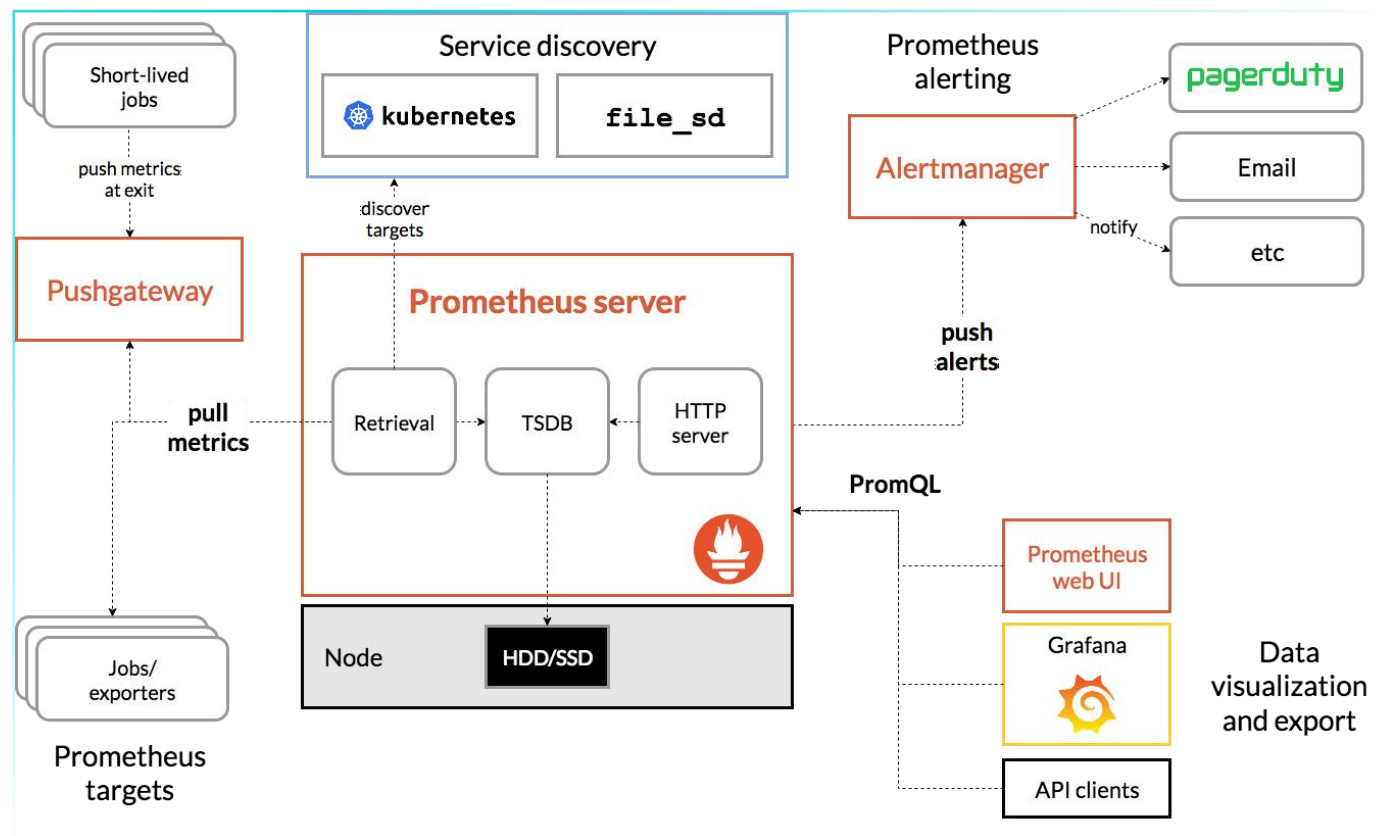 Short-lived
jobs
push metrics
at exit
Pushgateway
pull
metrics
Jobs/
exporters
Prometheus
targets
Service discovery
kubernetes
file_sd
discover
targets
Prometheus server
Retrieval
TSDB
HTTP
server
Node
HDD/SSD
Prometheus
alerting
Alertmanager
pagerduty
Email
notify
etc
push
alerts
PromQL
Prometheus
web UI
Grafana
API clients
Data
visualization
and export